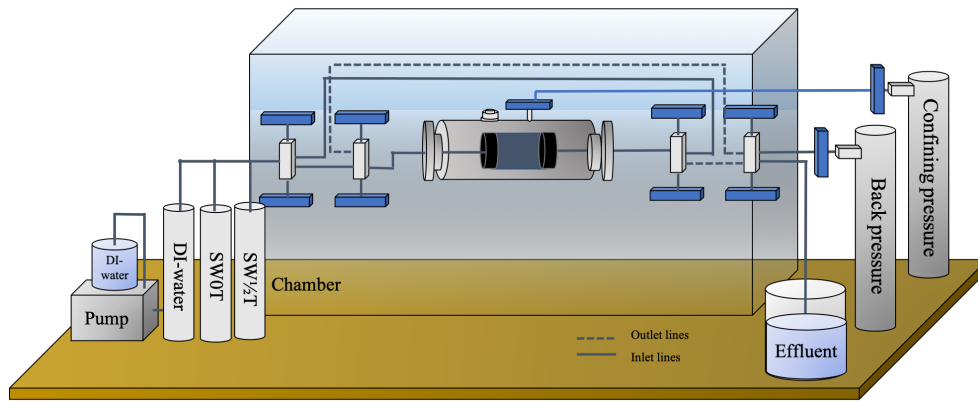 DI-
water
Pump
DI-water
SW0T
SW½T
Chamber
Confining pressure
Back pressure
Effluent
Outlet lines
Inlet lines